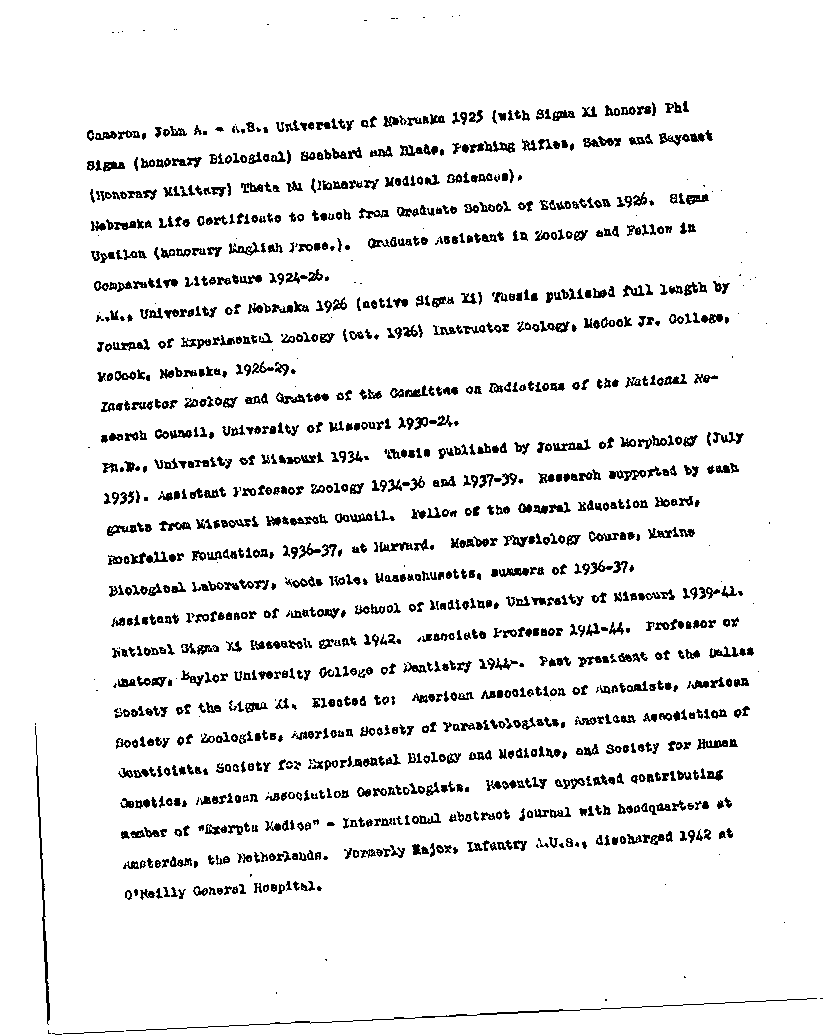 Cameron, John A. - A.B., University of Nebraska 1925 (with Sigma Xi honors) Phi
Sigma (honorary Biological) Scabbard and Blade, Pershing Rifles, Saber and Bayonet
(Honorary Military) Theta Nu (Honorary Medical Sciences).
Nebraska Life Certificate to teach from Graduate School of Education 1926. Sigma
Upsilon (honorary English Prose.). Graduate Assistant in Zoology and Fellow in
Comparative Literature 1924-26.
A.M., University of Nebraska 1926 (active Sigma Xi) Thesis published full length by
Journal of Experimental Zoology (Oct. 1926) Instructor Zoology, McCook Jr. College,
McCook, Nebraska, 1926-29.
Instructor Zoology and Grantee of the Committee on Radiations of the National Re-
search Council, University of Missouri 1930-24.
Ph.D., University of Missouri 1934. Thesis published by Journal of Morphology (July
1935). Assistant Professor Zoology 1934-36 and 1937-39. Research supported by cash
grants from Missouri Research Council. Fellow of the General Education Board,
Rockfeller Foundation, 1936-37, at Harvard. Member Physiology Course, Marine
Biological Laboratory, Woods Hole, Massachusetts, summers of 1936-37.
Assistant Professor of Anatomy, School of Medicine, University of Missouri 1939-41.
National Sigma Xi Research grant 1942. Associate Professor 1941-44. Professor or
Anatomy, Baylor University College of Dentistry 1944-. Past president of the Dallas
Society of the Sigma Xi. Elected to: American Association of Anatomists, American
Society of Zoologists, American Society of Parasitologists, American Association of
Geneticists, Society for Experimental Biology and Medicine, and Society for Human
Genetics, American Association Gerontologists. Recently appointed contributing
member of "Exerpta Medica" - International abstract journal with headquarters at
Amsterdam, the Netherlands. Formerly Major, Infantry A.U.S., discharged 1942 at
O'Reilly General Hospital.